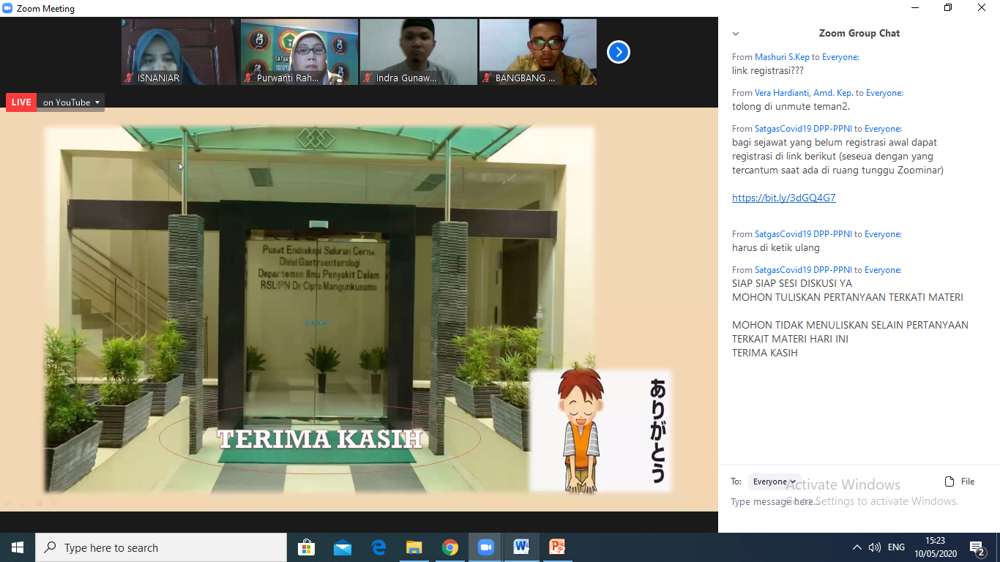 Zoom Meeting
ISNANIAR
Purwanti Rah...
Indra Gunaw...
BANGBANG ...
LIVE
on YouTube
Pusat Endoskopi Saluran Cerna
Divisi Gastroenterologi
Departemen Ilmu Penyakit Dalam
RSUPN Dr Cipto Mangunkusumo
TERIMA KASIH
ありがとう
Zoom Group Chat
From Mashuri S.Kep to Everyone:
link registrasi???
From Vera Hardianti, Amd. Kep. to Everyone:
tolong di unmute teman2.
From SatgasCovid19 DPP-PPNI to Everyone:
bagi sejawat yang belum registrasi awal dapat
registrasi di link berikut (seseua dengan yang
tercantum saat ada di ruang tunggu Zoominar)
https://bit.ly/3dGQ4G7
From SatgasCovid19 DPP-PPNI to Everyone:
harus di ketik ulang
From SatgasCovid19 DPP-PPNI to Everyone:
SIAP SIAP SESI DISKUSI YA
MOHON TULISKAN PERTANYAAN TERKATI MATERI
MOHON TIDAK MENULISKAN SELAIN PERTANYAAN
TERKAIT MATERI HARI INI
TERIMA KASIH
To: Everyone
File
Type message here...
Activate Windows
Go to Settings to activate Windows.
Type here to search
ENG
15:23
10/05/2020
2